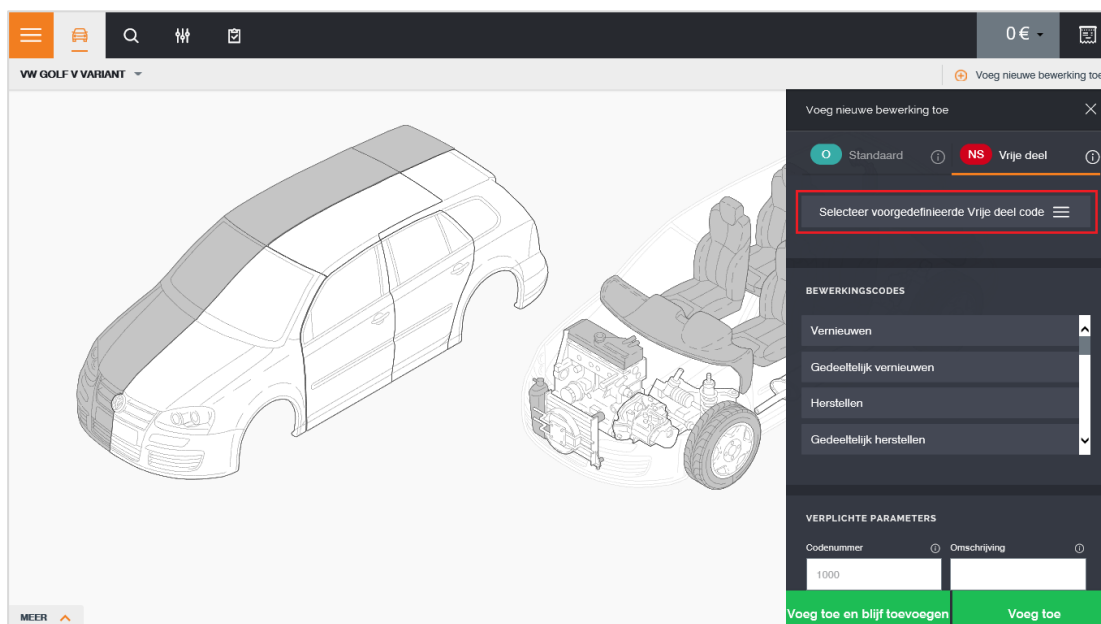 0 €
VW GOLF V VARIANT
Voeg nieuwe bewerking toe
Voeg nieuwe bewerking toe
O Standaard
NS Vrije deel
Selecteer voorgedefinieerde Vrije deel code
BEWERKINGSCODES
Vernieuwen
Gedeeltelijk vernieuwen
Herstellen
Gedeeltelijk herstellen
VERPLICHTE PARAMETERS
Codenummer
Omschrijving
1000
Voeg toe en blijf toevoegen
Voeg toe
MEER